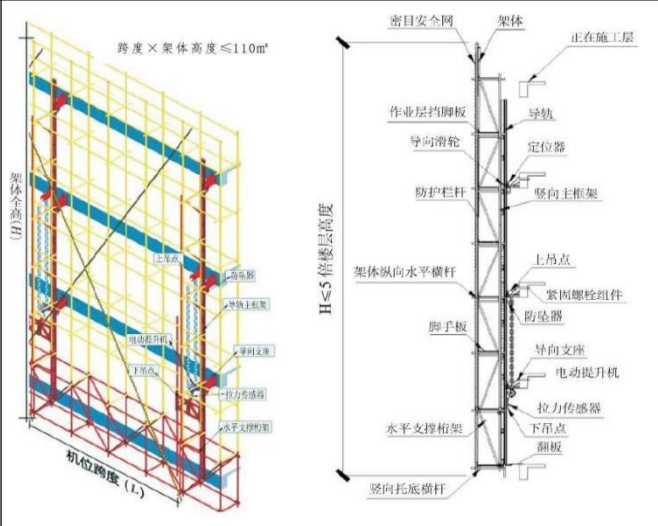 跨度×架体高度≤110m²
架体全高(H)
上吊点
防坠器
导轨主框架
电动提升机
导向支座
下吊点
拉力传感器
水平支撑桁架
机位跨度(L)
密目安全网
架体
正在施工层
作业层挡脚板
导轨
导向滑轮
定位器
防护栏杆
竖向主框架
H≤5 倍楼层高度
上吊点
架体纵向水平横杆
紧固螺栓组件
防坠器
脚手板
导向支座
电动提升机
拉力传感器
水平支撑桁架
下吊点
翻板
竖向托底横杆